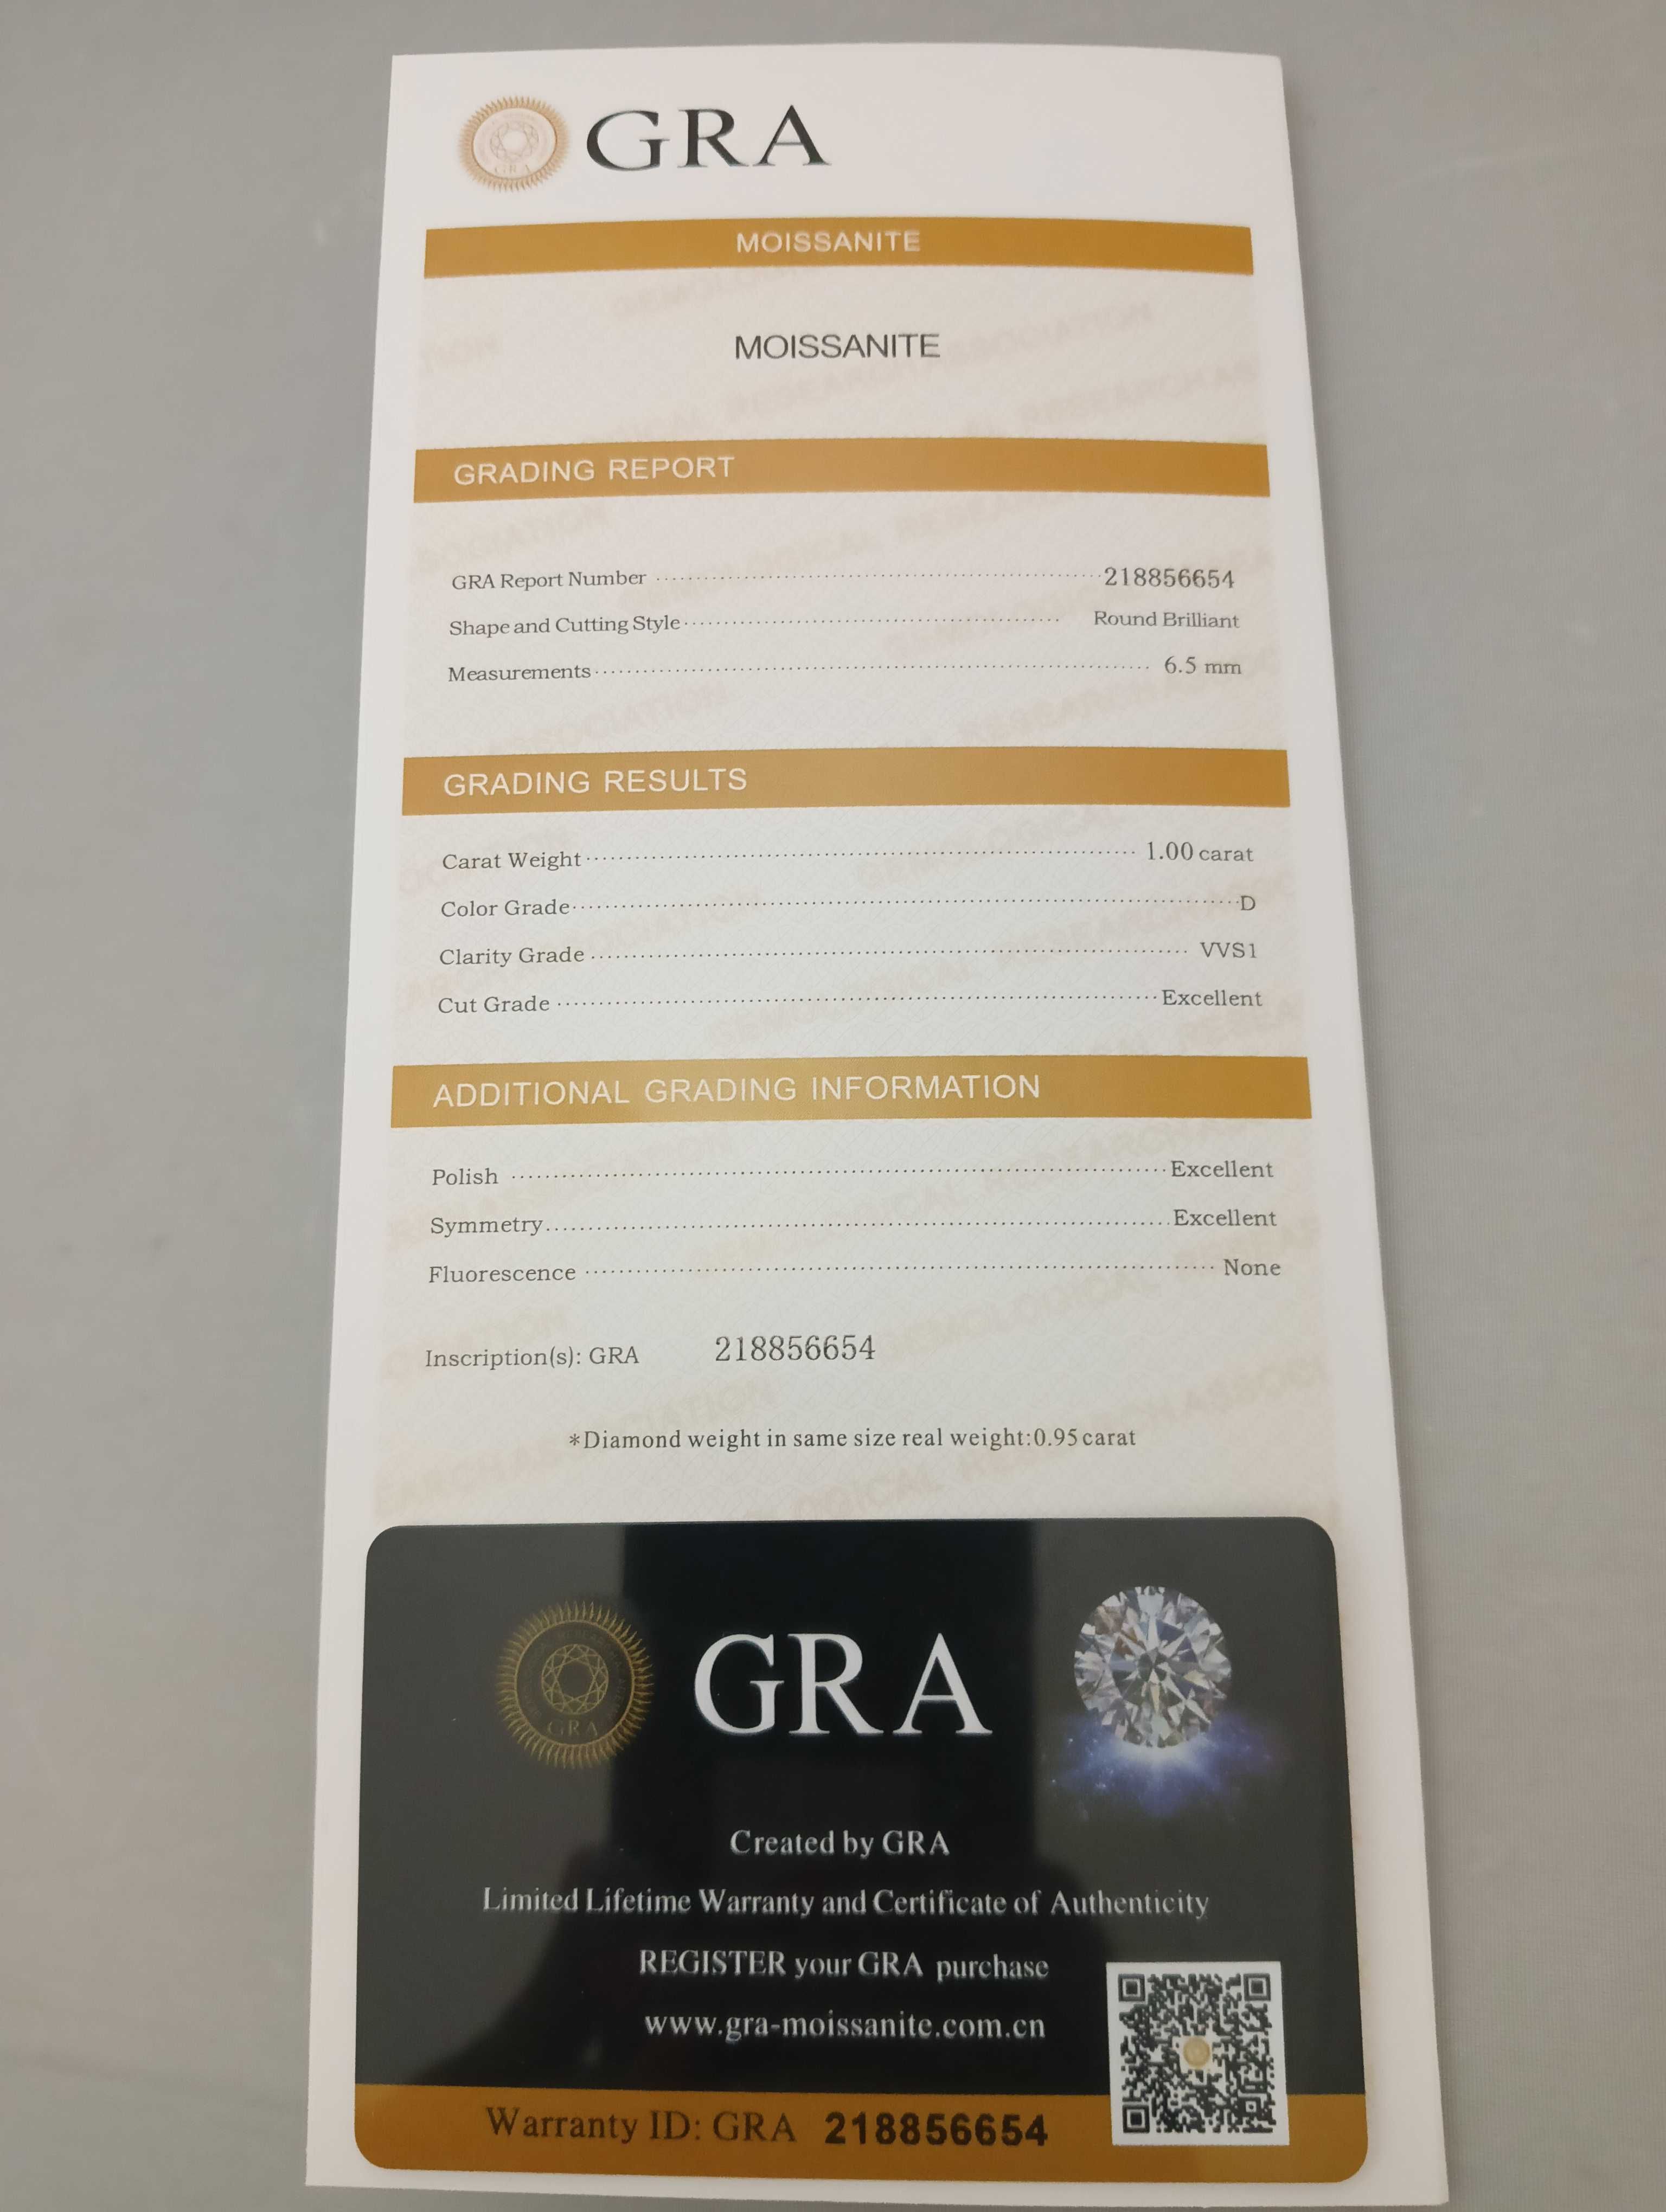 GRA
MOISSANITE
MOISSANITE
GRADING REPORT
GRA Report Number 218856654
Shape and Cutting Style Round Brilliant
Measurements 6.5 mm
GRADING RESULTS
Carat Weight 1.00 carat
Color Grade D
Clarity Grade VVS1
Cut Grade Excellent
ADDITIONAL GRADING INFORMATION
Polish Excellent
Symmetry Excellent
Fluorescence None
Inscription(s): GRA 218856654
*Diamond weight in same size real weight:0.95 carat
GRA
GRA
Created by GRA
Limited Lifetime Warranty and Certificate of Authenticity
REGISTER your GRA purchase
www.gra-moissanite.com.cn
Warranty ID: GRA 218856654